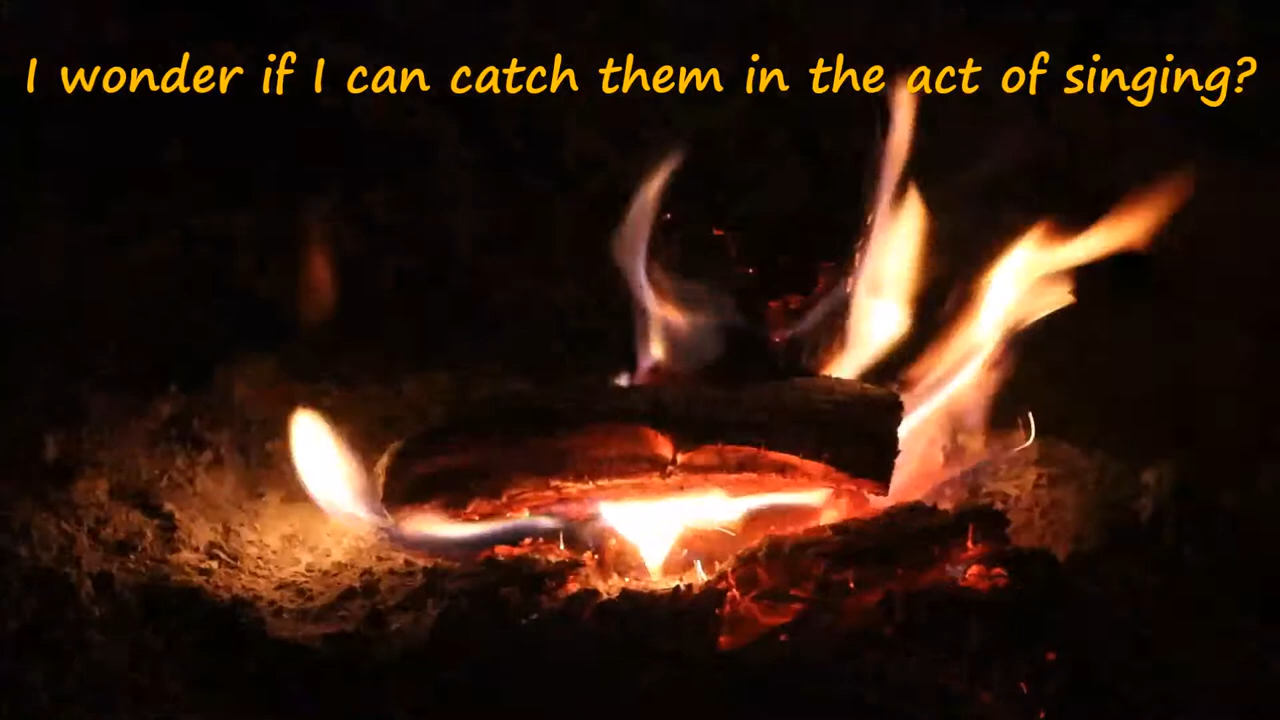 I wonder if I can catch them in the act of singing?